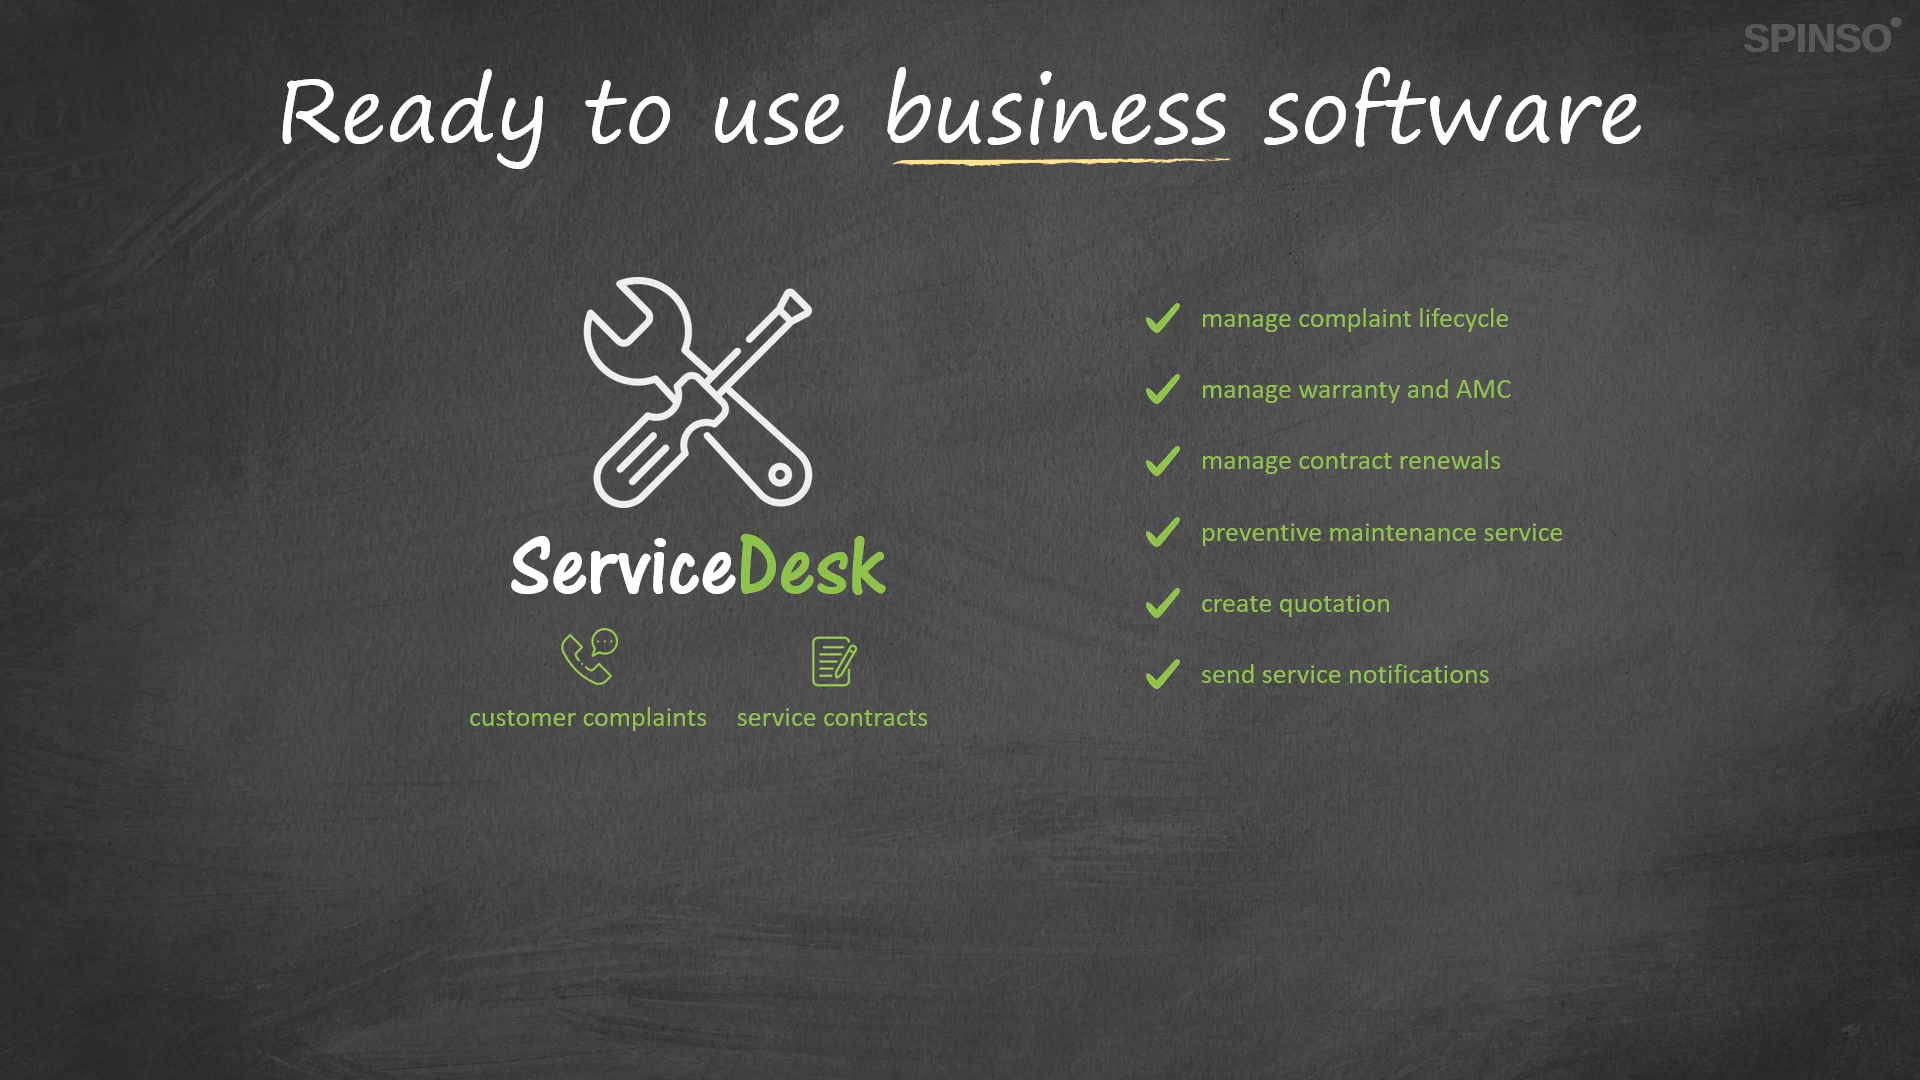 SPINSO
Ready to use business software
ServiceDesk
customer complaints
service contracts
manage complaint lifecycle
manage warranty and AMC
manage contract renewals
preventive maintenance service
create quotation
send service notifications